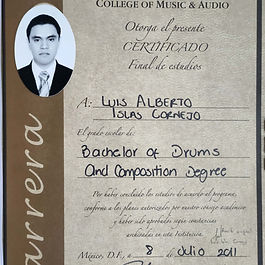 COLLEGE OF MUSIC & AUDIO
Otorga el presente
CERTIFICADO
Final de estudios
A: LUIS ALBERTO
ISLAS CORNEJO
El grado escolar de:
Bachelor of Drums
And Composition Degree
Por haber concluido los estudios de acuerdo al programa,
conforme a los planes autorizados por nuestro consejo académico
y haber sido aprobados según constancias
archivadas en esta Institución.
México, D.F., a 8 de Julio 2011
arrera